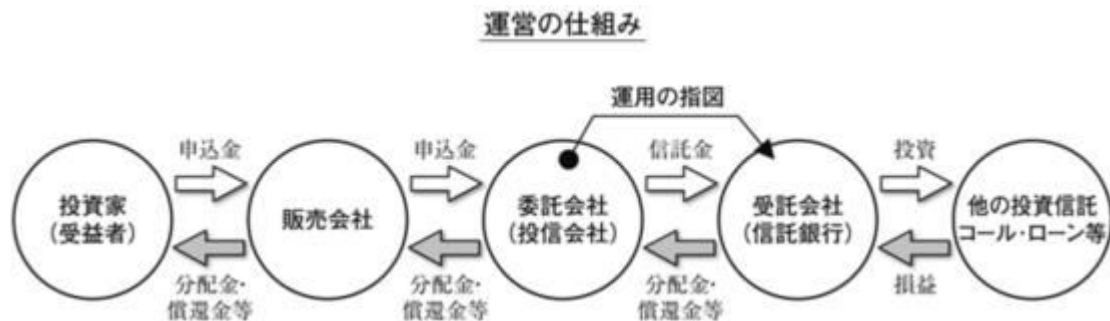 運営の仕組み
運用の指図
申込金
申込金
信託金
投資
投資家
(受益者)
販売会社
委託会社
(投信会社)
受託会社
(信託銀行)
他の投資信託
コール・ローン等
分配金・
償還金等
分配金・
償還金等
分配金・
償還金等
損益